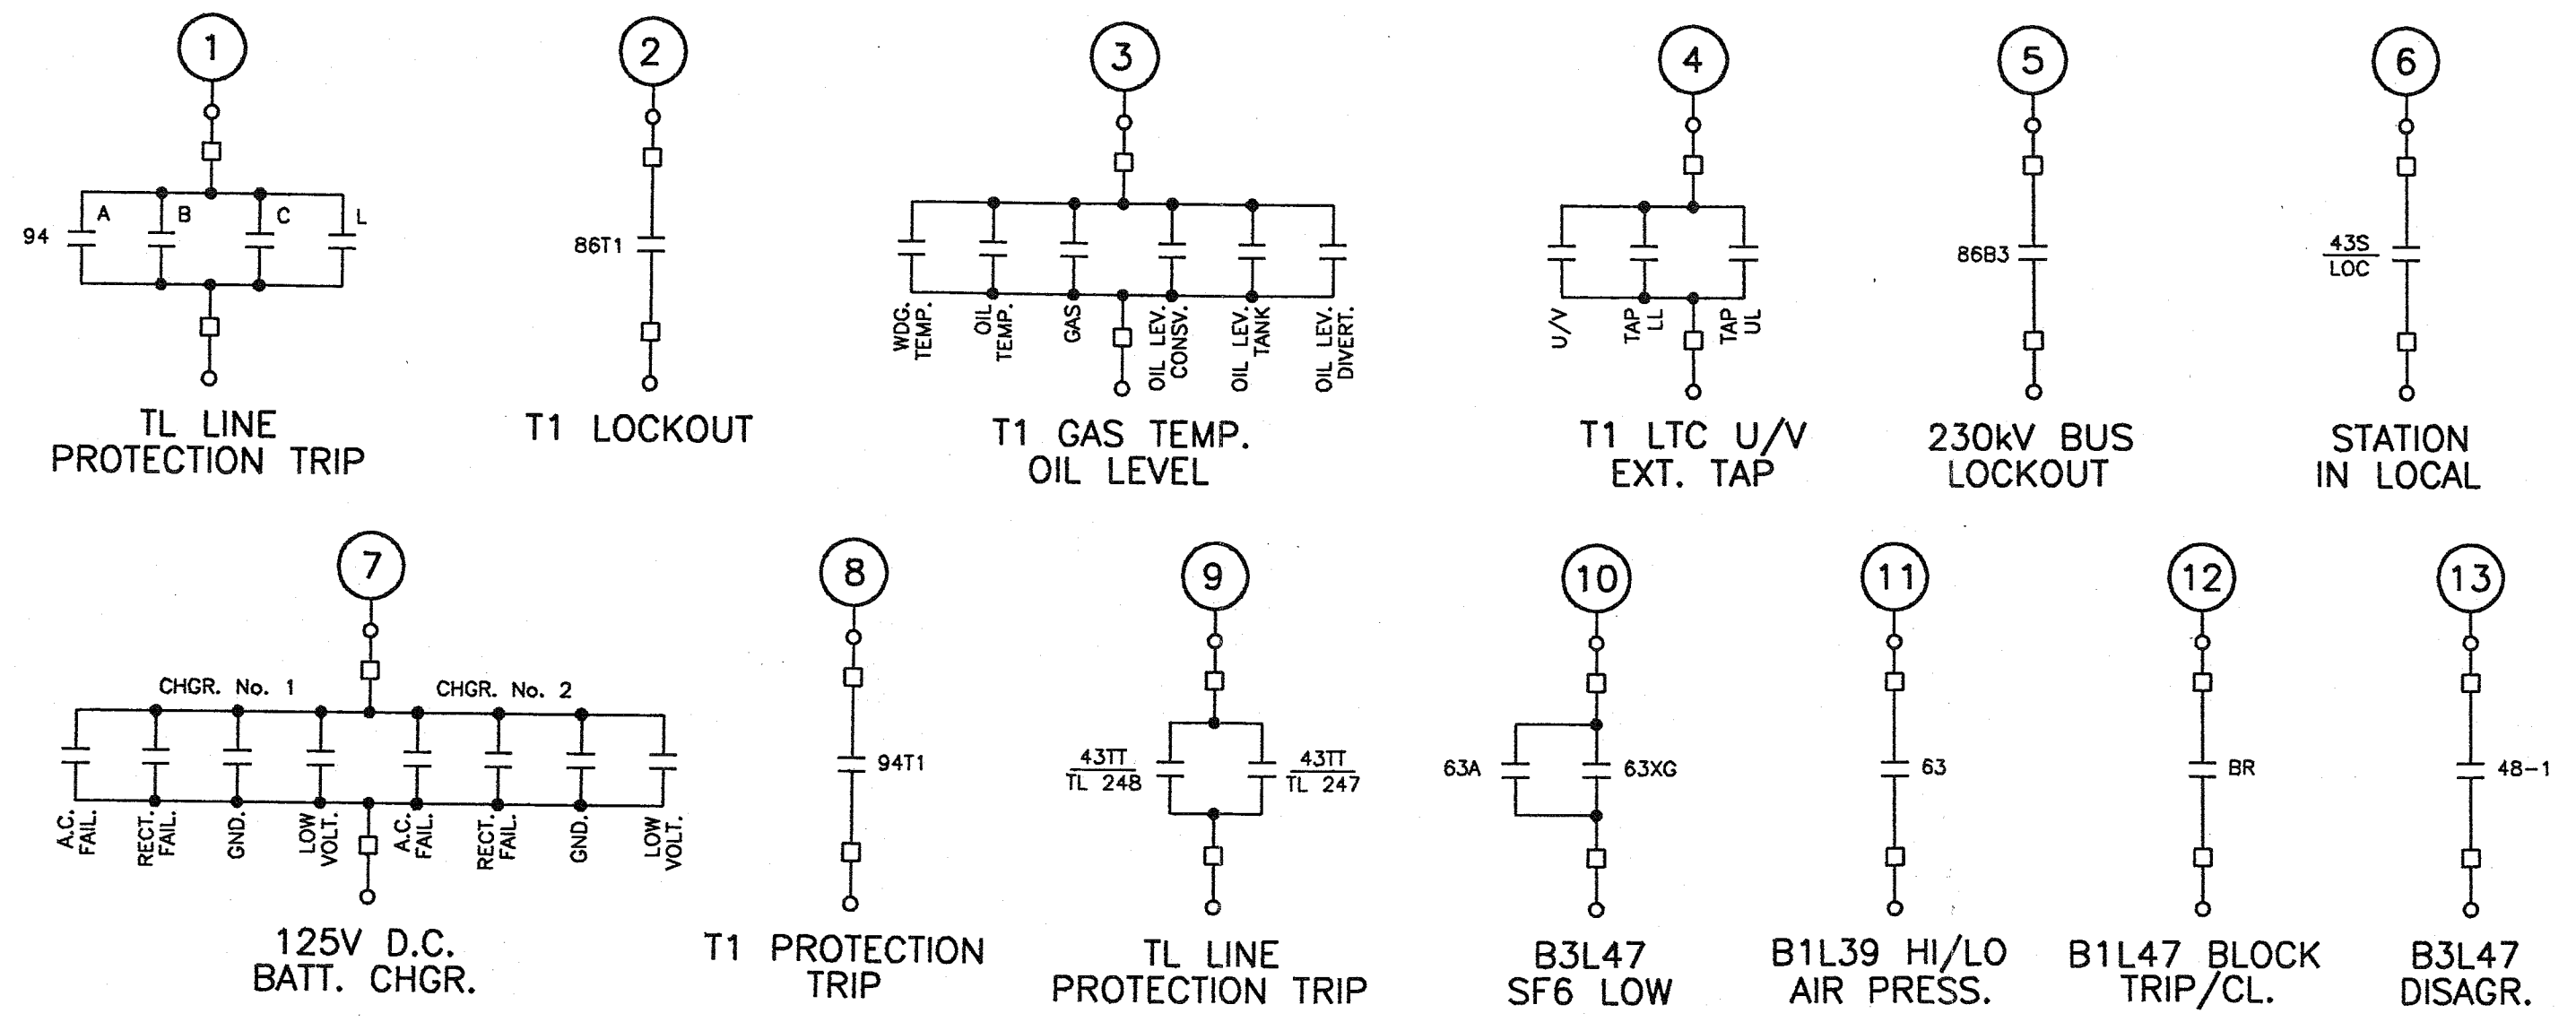 1
A B C L
94
TL LINE
PROTECTION TRIP
2
86T1
T1 LOCKOUT
3
WDG.
TEMP.
OIL
TEMP.
GAS
OIL LEV.
CONSV.
OIL LEV.
TANK
OIL LEV.
DIVERT.
T1 GAS TEMP.
OIL LEVEL
4
U/V
TAP
LL
TAP
UL
T1 LTC U/V
EXT. TAP
5
86B3
230kV BUS
LOCKOUT
6
43S
LOC
STATION
IN LOCAL
7
CHGR. No. 1
CHGR. No. 2
A.C.
FAIL.
RECT.
FAIL.
GND.
LOW
VOLT.
A.C.
FAIL.
RECT.
FAIL.
GND.
LOW
VOLT.
125V D.C.
BATT. CHGR.
8
94T1
T1 PROTECTION
TRIP
9
43TT
TL 248
43TT
TL 247
TL LINE
PROTECTION TRIP
10
63A
63XG
B3L47
SF6 LOW
11
63
B1L39 HI/LO
AIR PRESS.
12
BR
B1L47 BLOCK
TRIP/CL.
13
48-1
B3L47
DISAGR.